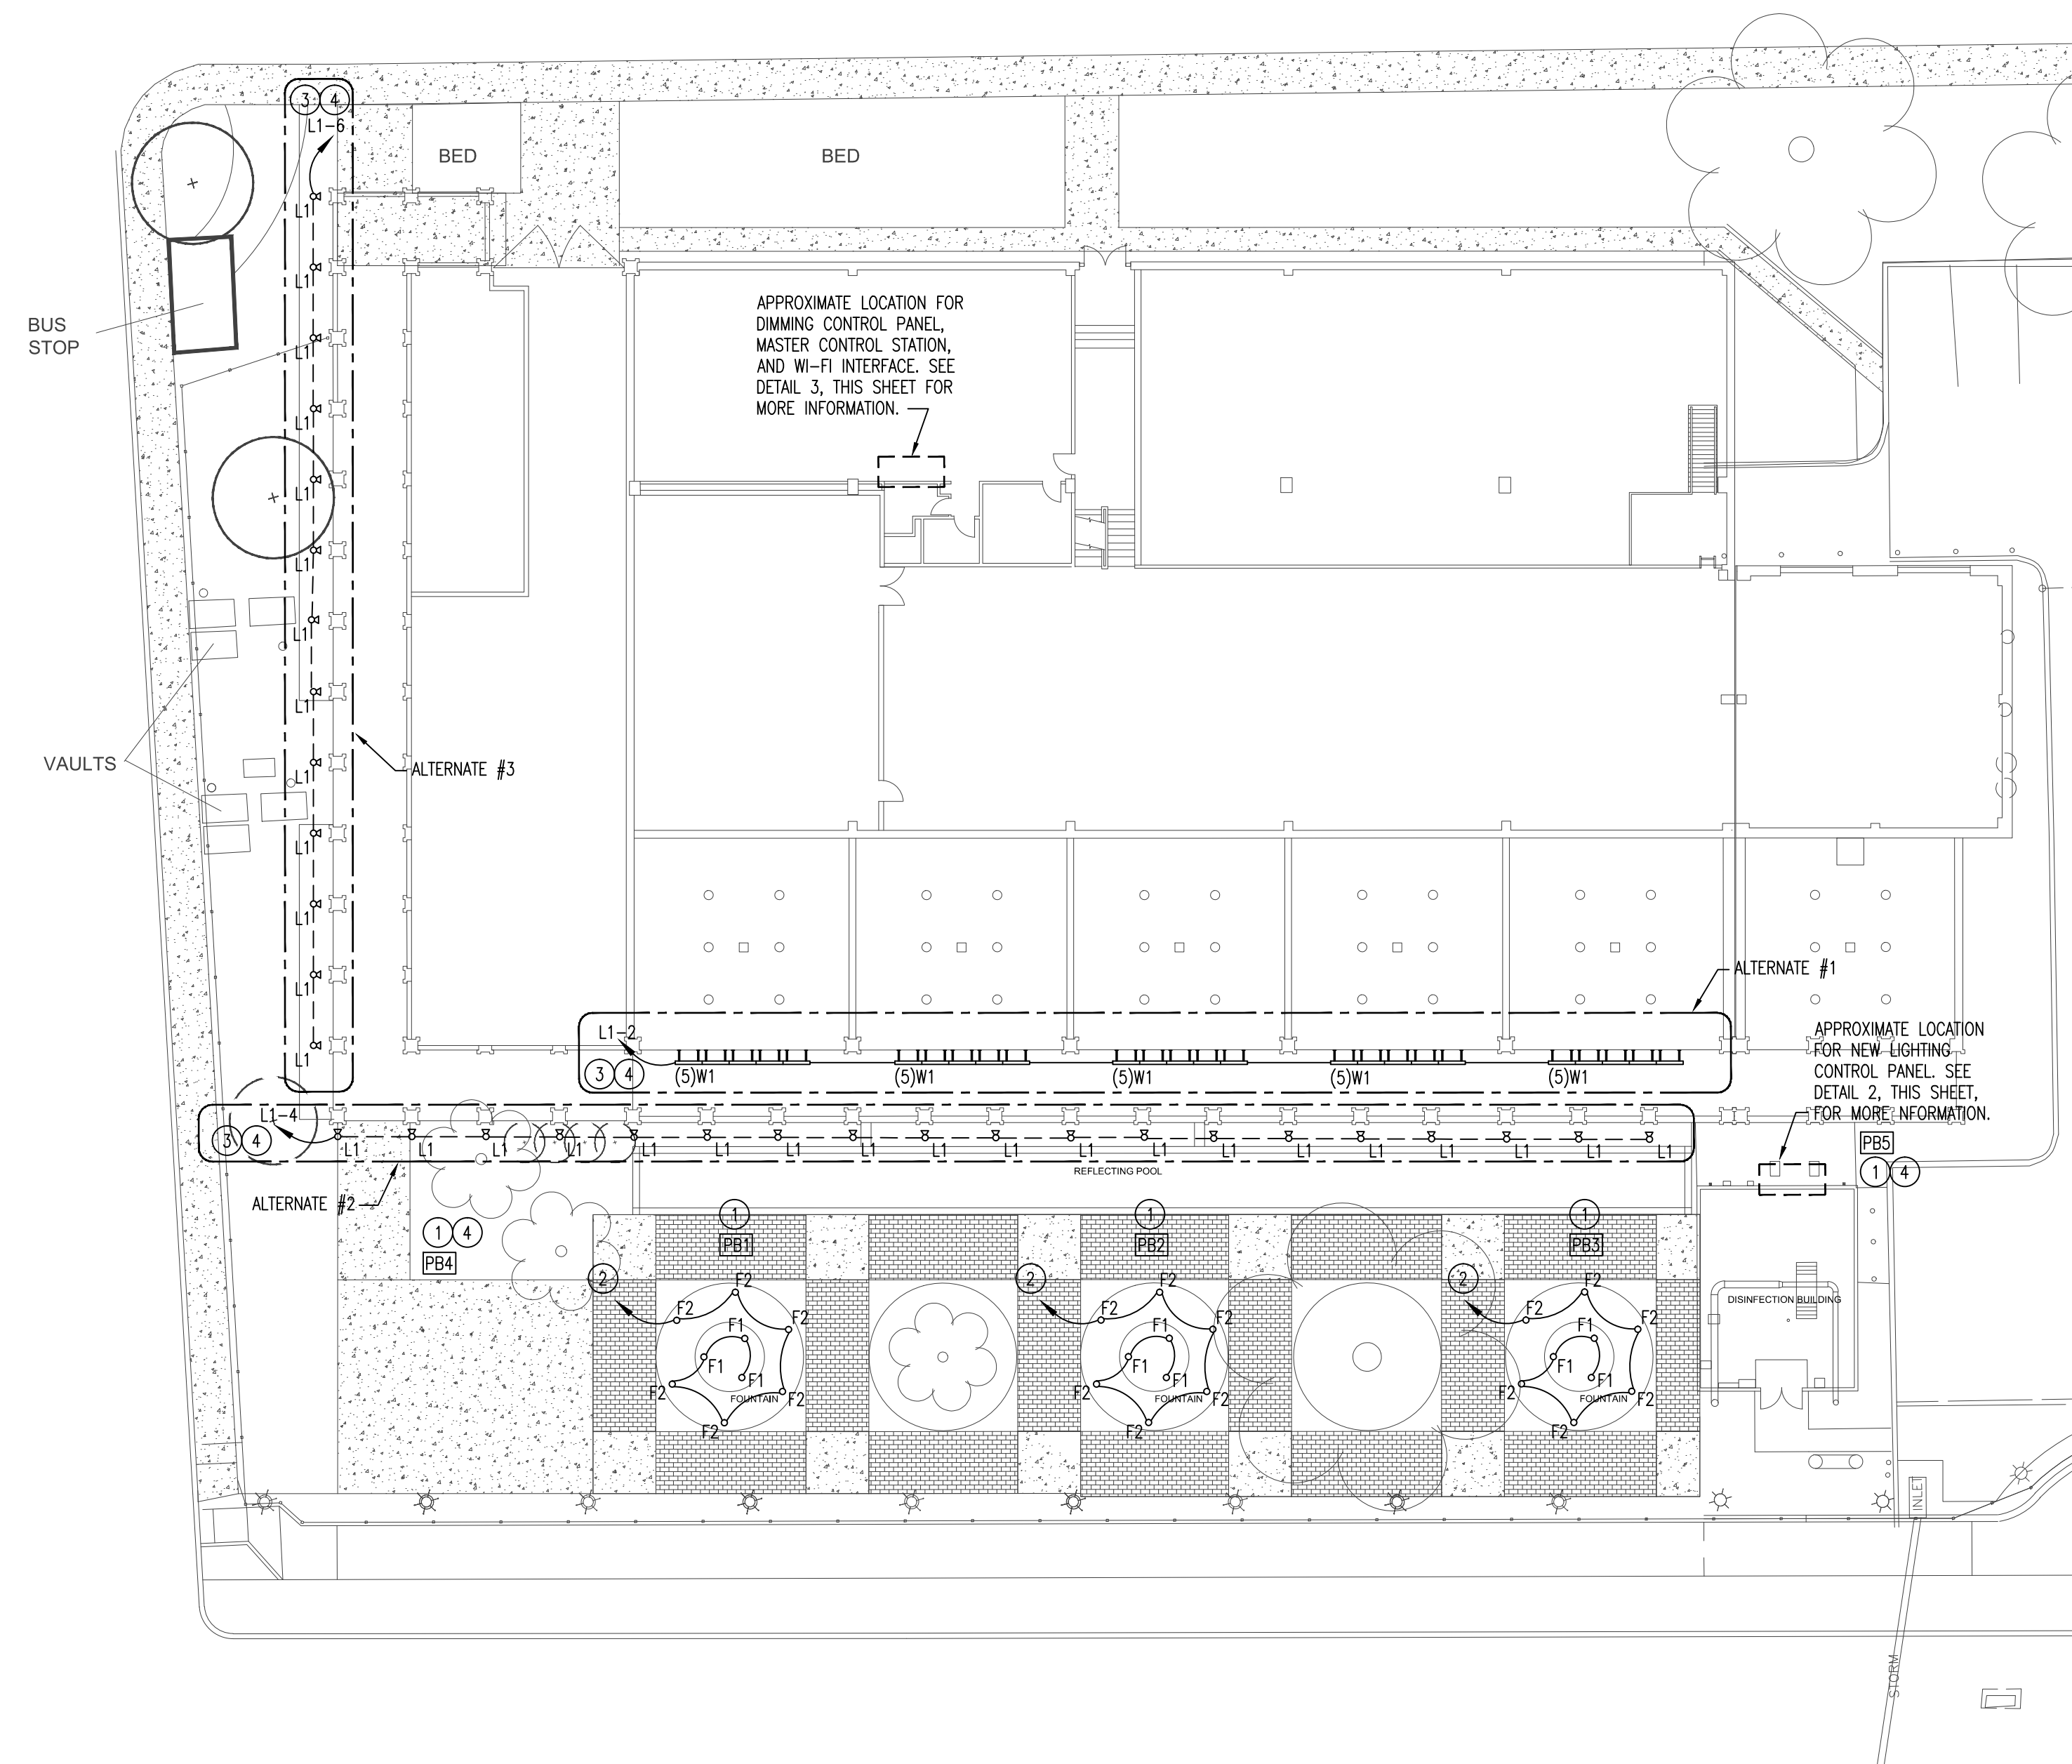 3 4
L1-6
BED
BED
L1
L1
APPROXIMATE LOCATION FOR
DIMMING CONTROL PANEL,
MASTER CONTROL STATION,
AND WI-FI INTERFACE. SEE
DETAIL 3, THIS SHEET FOR
MORE INFORMATION.
BUS
STOP
L1
L1
L1
L1
L1
L1
VAULTS
ALTERNATE #3
L1
L1
L1
L1
L1
ALTERNATE #1
L1-2
3 4
(5)W1
(5)W1
(5)W1
(5)W1
(5)W1
APPROXIMATE LOCATION
FOR NEW LIGHTING
CONTROL PANEL. SEE
DETAIL 2, THIS SHEET,
FOR MORE NFORMATION.
L1-4
3 4
L1 L1 L1 L1 L1 L1 L1 L1 L1 L1 L1 L1 L1 L1 L1 L1 L1 L1 L1
PB5
1 4
REFLECTING POOL
ALTERNATE #2
1 4
PB4
1
PB1
1
PB2
1
PB3
2
F2
F2
F2
F1
F1
F1
F2
F2
F2
FOUNTAIN
2
F2
F2
F2
F1
F1
F1
F2
F2
F2
FOUNTAIN
2
F2
F2
F2
F1
F1
F1
F2
F2
F2
FOUNTAIN
DISINFECTION BUILDING
INLET
STORM